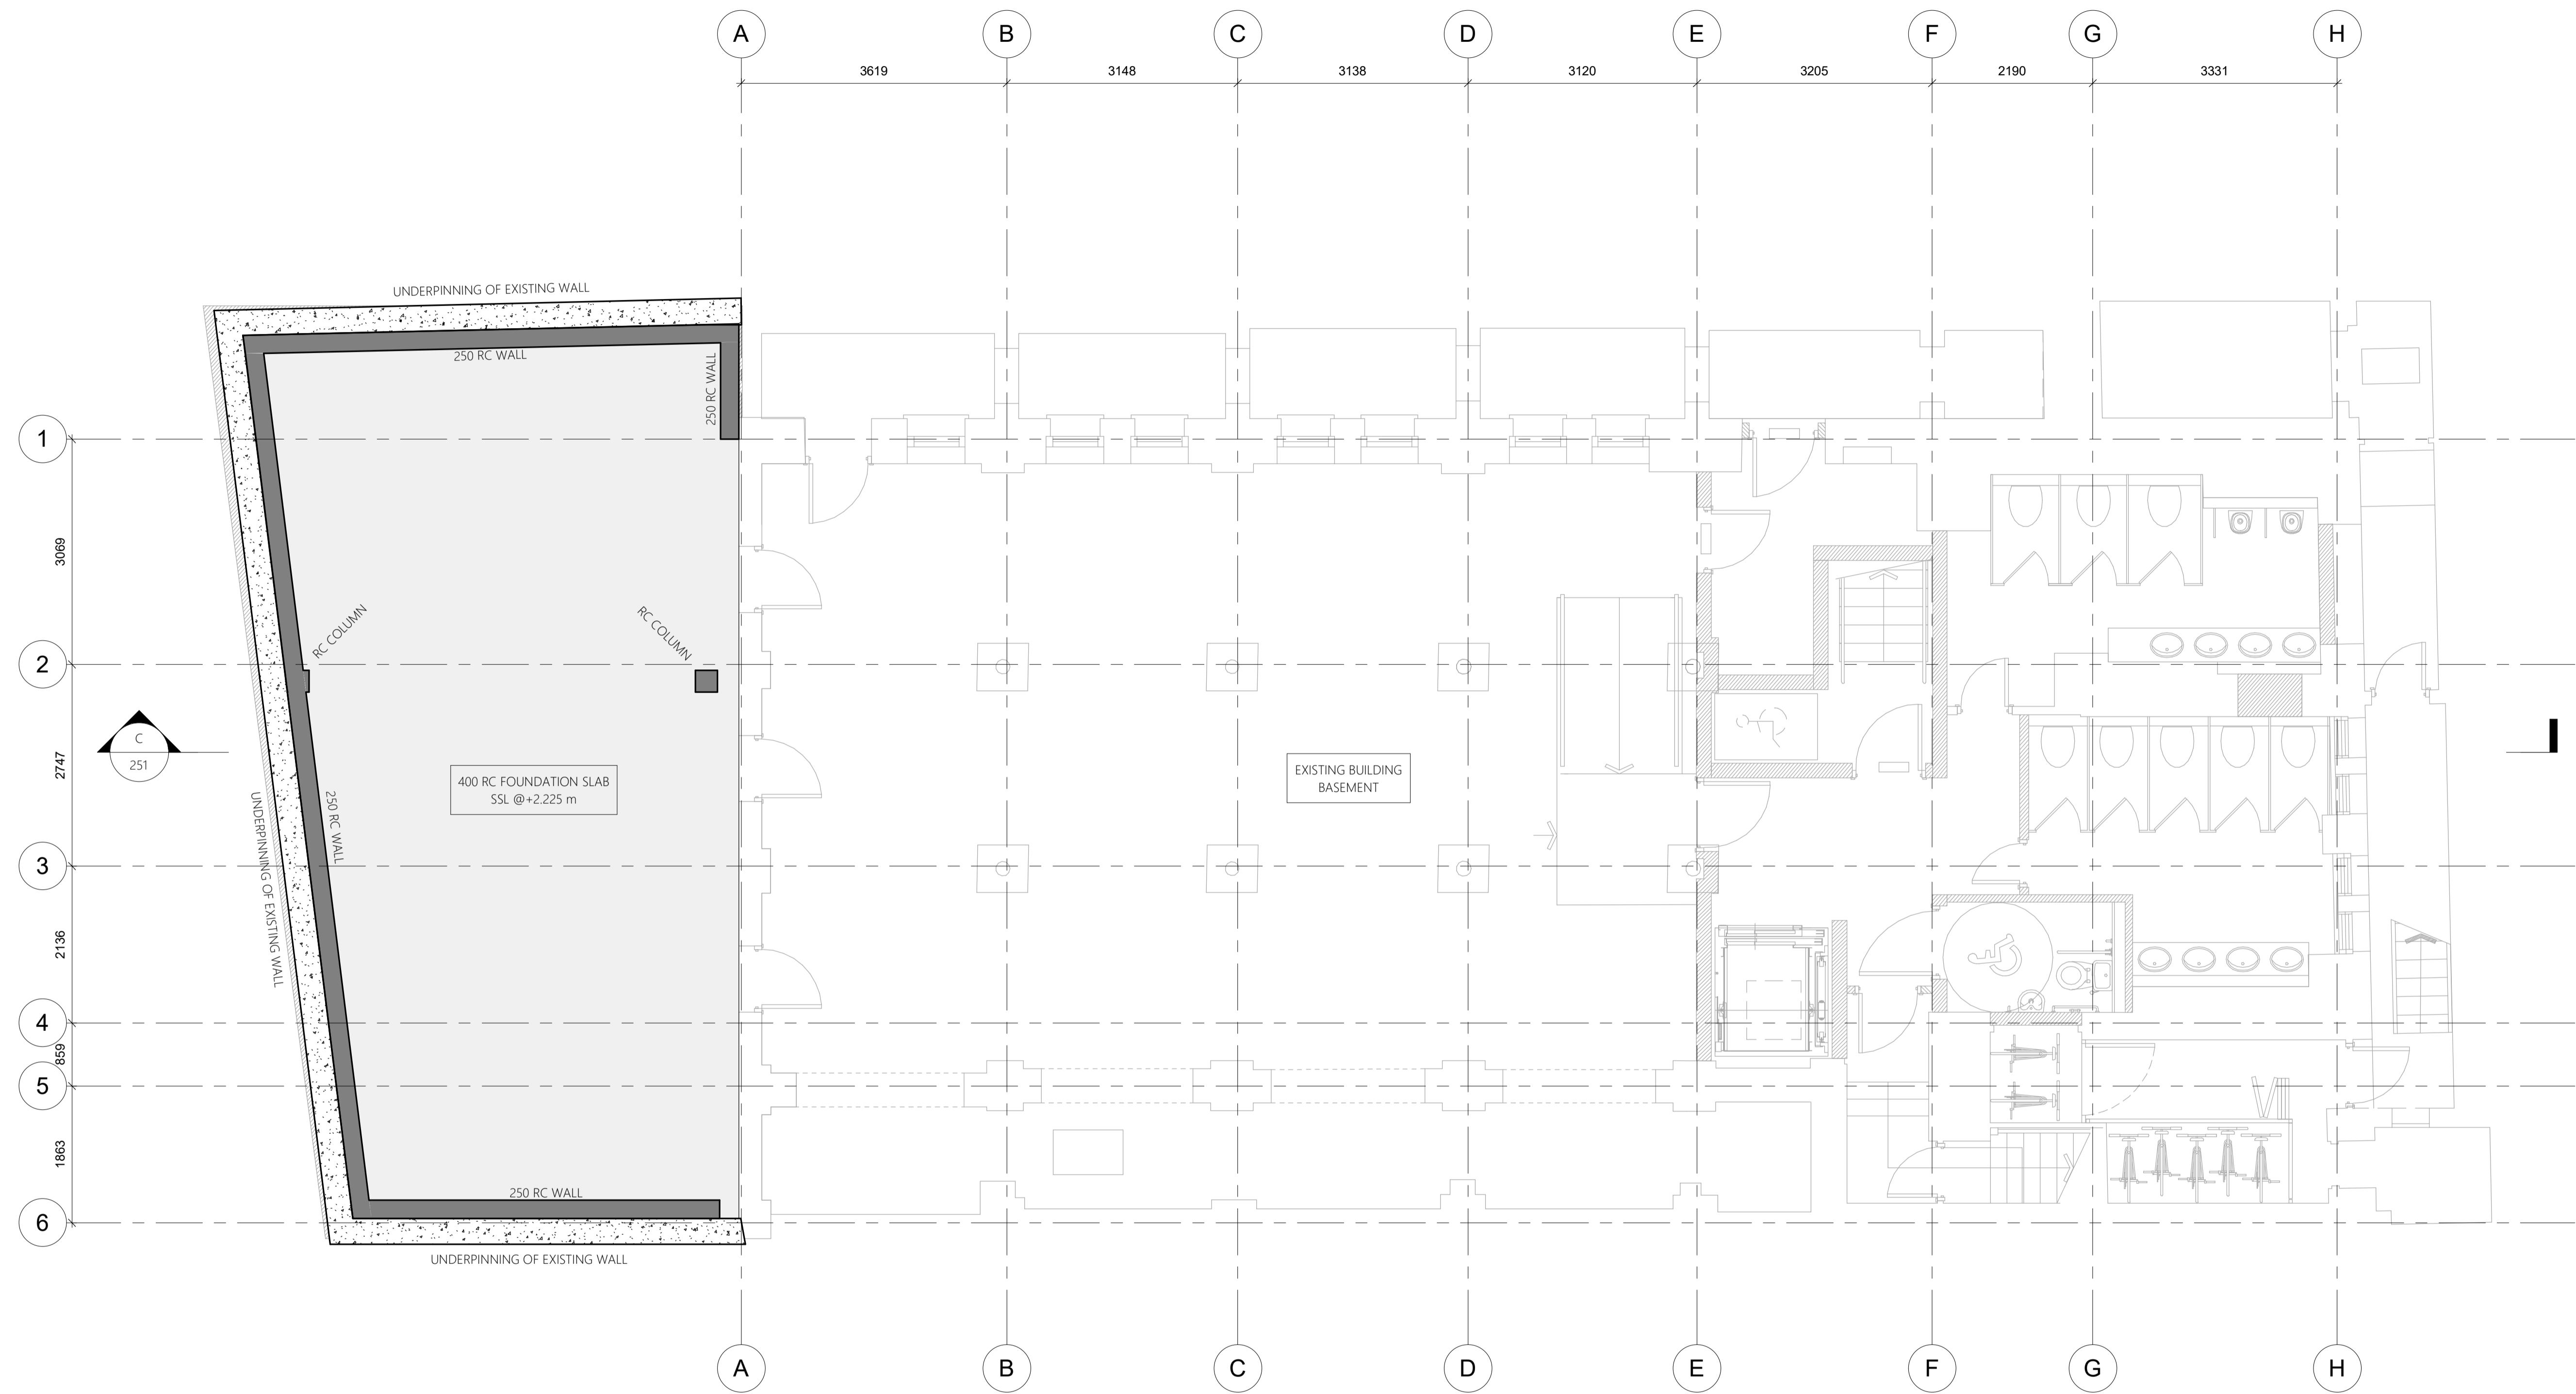 A B C D E F G H
3619 3148 3138 3120 3205 2190 3331
UNDERPINNING OF EXISTING WALL
250 RC WALL
250 RC WALL
1
3069
RC COLUMN
RC COLUMN
2
C
251
2747
400 RC FOUNDATION SLAB
SSL @+2.225 m
EXISTING BUILDING
BASEMENT
250 RC WALL
UNDERPINNING OF EXISTING WALL
3
2136
4
859
5
1863
250 RC WALL
6
UNDERPINNING OF EXISTING WALL
A B C D E F G H